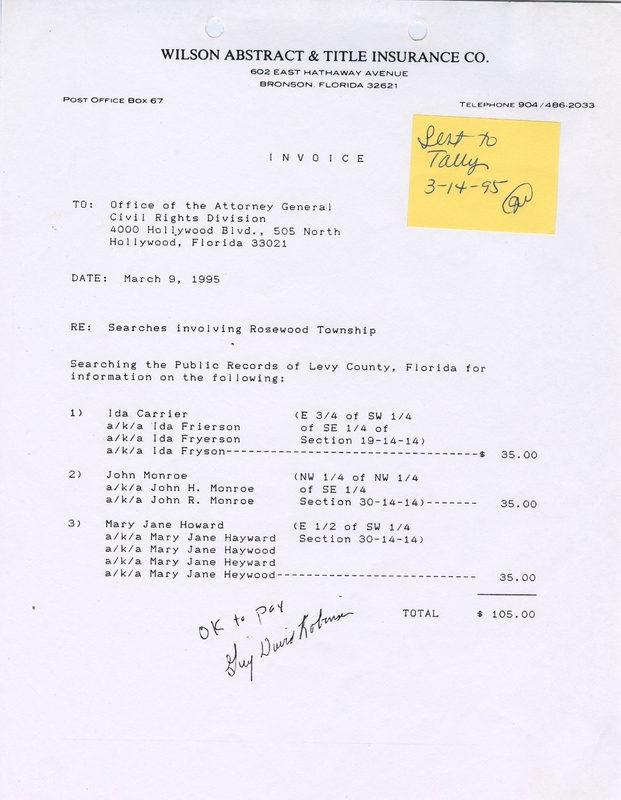 WILSON ABSTRACT & TITLE INSURANCE CO.
602 EAST HATHAWAY AVENUE
BRONSON, FLORIDA 32621
POST OFFICE BOX 67
TELEPHONE 904/486-2033
Sent to
Tally
3-14-95
INVOICE
TO: Office of the Attorney General
Civil Rights Division
4000 Hollywood Blvd., 505 North
Hollywood, Florida 33021
DATE: March 9, 1995
RE: Searches involving Rosewood Township
Searching the Public Records of Levy County, Florida for
information on the following:
1) Ida Carrier (E 3/4 of SW 1/4
a/k/a Ida Frierson of SE 1/4 of
a/k/a Ida Fryerson Section 19-14-14)
a/k/a Ida Fryson--------------------------------$ 35.00
2) John Monroe (NW 1/4 of NW 1/4
a/k/a John H. Monroe of SE 1/4
a/k/a John R. Monroe Section 30-14-14)------- 35.00
3) Mary Jane Howard (E 1/2 of SW 1/4
a/k/a Mary Jane Hayward Section 30-14-14)
a/k/a Mary Jane Haywood
a/k/a Mary Jane Heyward
a/k/a Mary Jane Heywood-------------------------- 35.00
TOTAL $ 105.00
OK to pay
Guy David Robinson